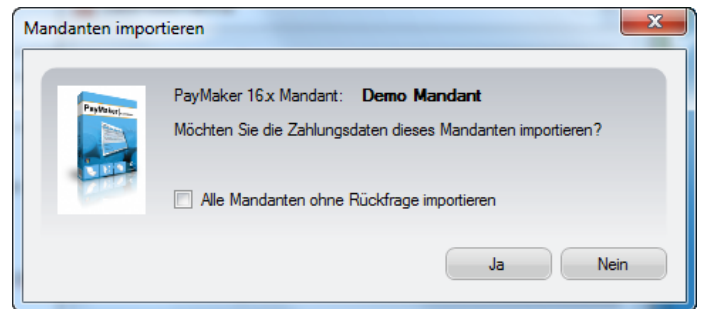 Mandanten importieren
PayMaker 16.x Mandant: Demo Mandant
PayMaker
Möchten Sie die Zahlungsdaten dieses Mandanten importieren?
Alle Mandanten ohne Rückfrage importieren
Ja Nein